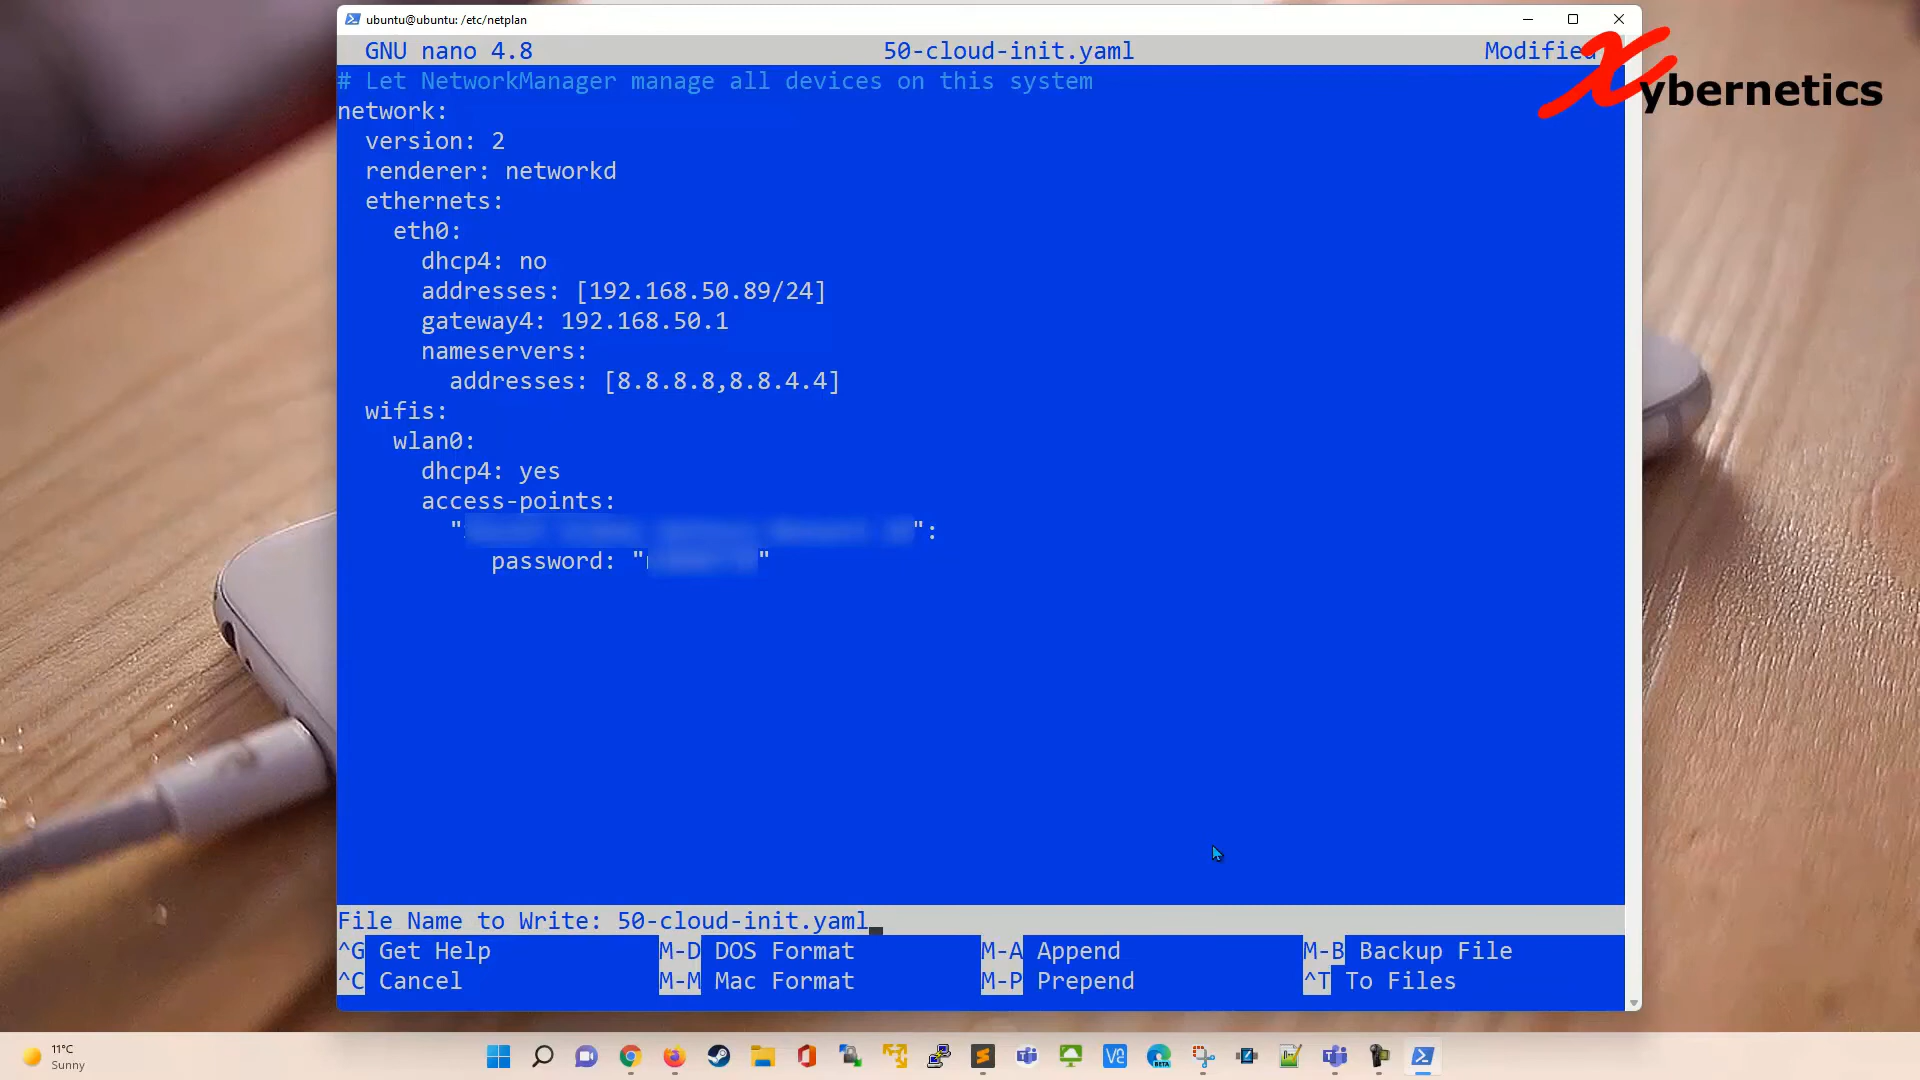 ubuntu@ubuntu: /etc/netplan
GNU nano 4.8 50-cloud-init.yaml Modified
Xybernetics
# Let NetworkManager manage all devices on this system
network:
version: 2
renderer: networkd
ethernets:
eth0:
dhcp4: no
addresses: [192.168.50.89/24]
gateway4: 192.168.50.1
nameservers:
addresses: [8.8.8.8,8.8.4.4]
wifis:
wlan0:
dhcp4: yes
access-points:
"":
password: ""
File Name to Write: 50-cloud-init.yaml
^G Get Help M-D DOS Format M-A Append M-B Backup File
^C Cancel M-M Mac Format M-P Prepend ^T To Files
11°C
Sunny